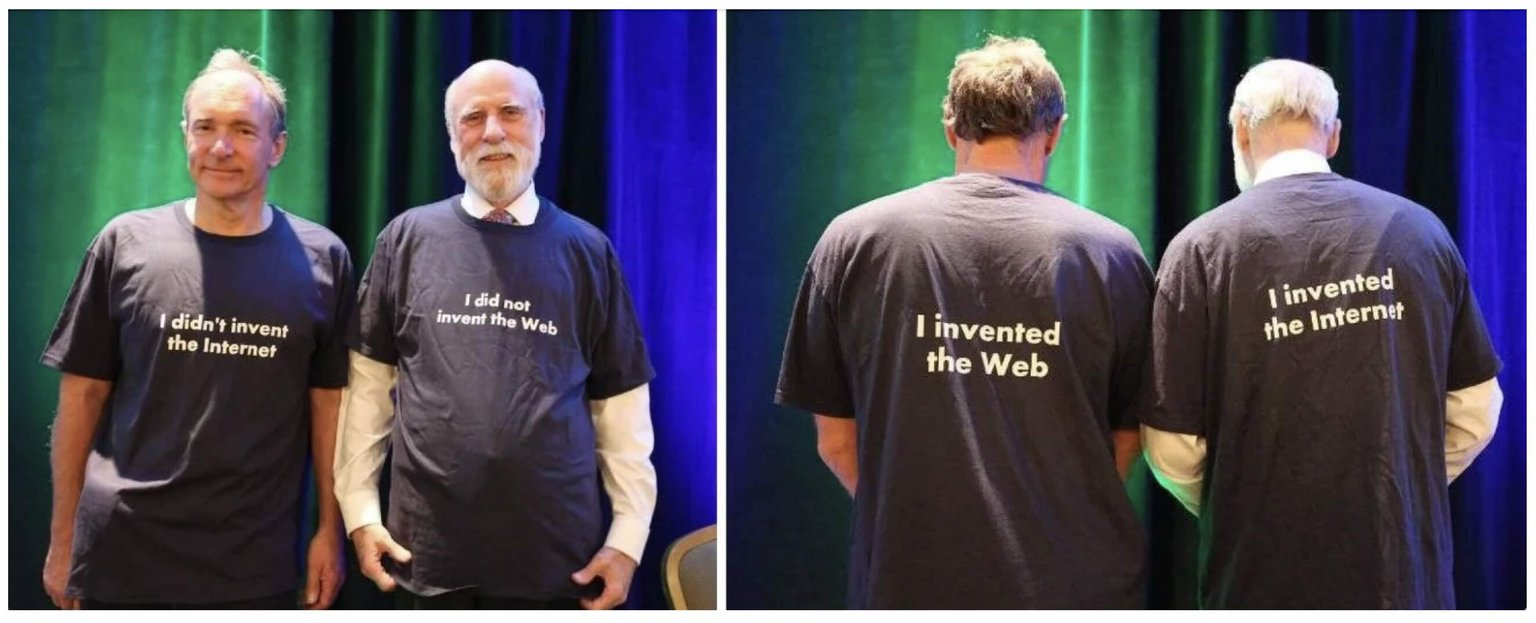 I didn't invent
the Internet
I did not
invent the Web
I invented
the Web
I invented
the Internet